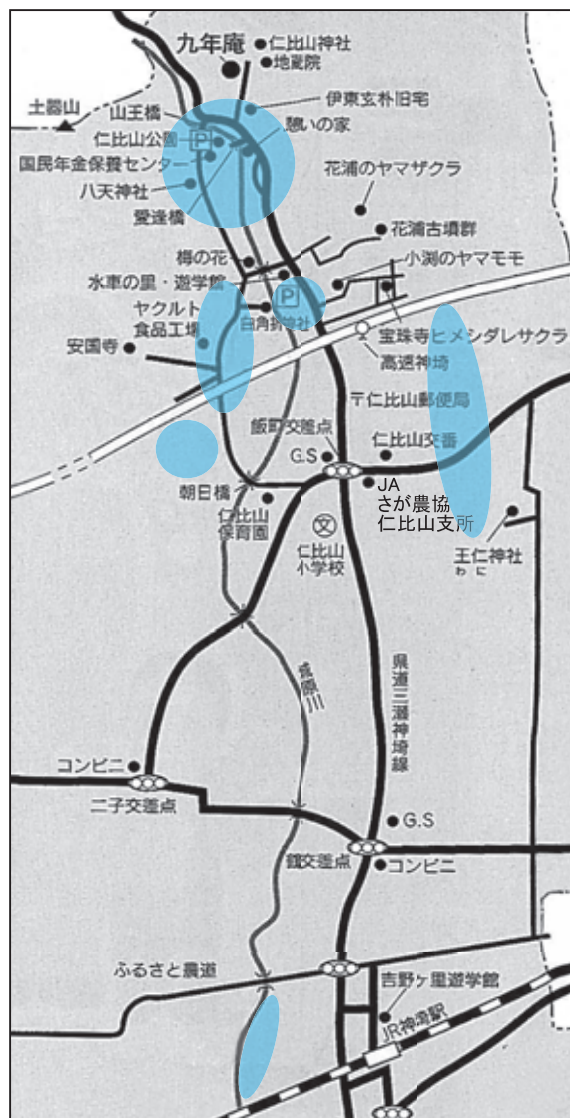 九年庵
仁比山神社
地蔵院
土器山
伊東玄朴旧宅
山王橋
仁比山公園
P
憩いの家
国民年金保養センター
八天神社
愛逢橋
花浦のヤマザクラ
花浦古墳群
梅の花
小渕のヤマモモ
水車の里・遊学館
P
白角折神社
ヤクルト
食品工場
安国寺
宝珠寺ヒメシダレサクラ
高速神埼
〒仁比山郵便局
飯町交差点
G.S
仁比山交番
朝日橋
JA
さが農協
仁比山支所
仁比山
保育園
文
仁比山
小学校
王仁神社
わに
城原川
県道三瀬神埼線
コンビニ
二子交差点
G.S
コンビニ
ふるさと農道
吉野ヶ里遊学館
JR神埼駅